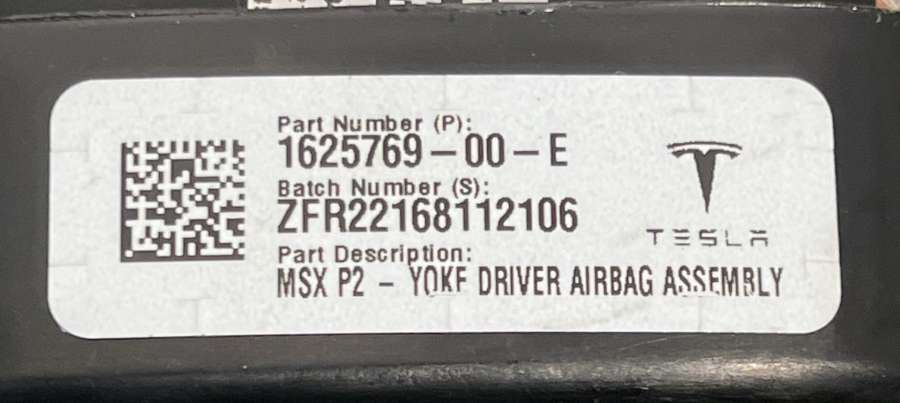 Part Number (P):
1625769-00-E
Batch Number (S):
ZFR22168112106
Part Description:
MSX P2 - YOKE DRIVER AIRBAG ASSEMBLY
TESLA